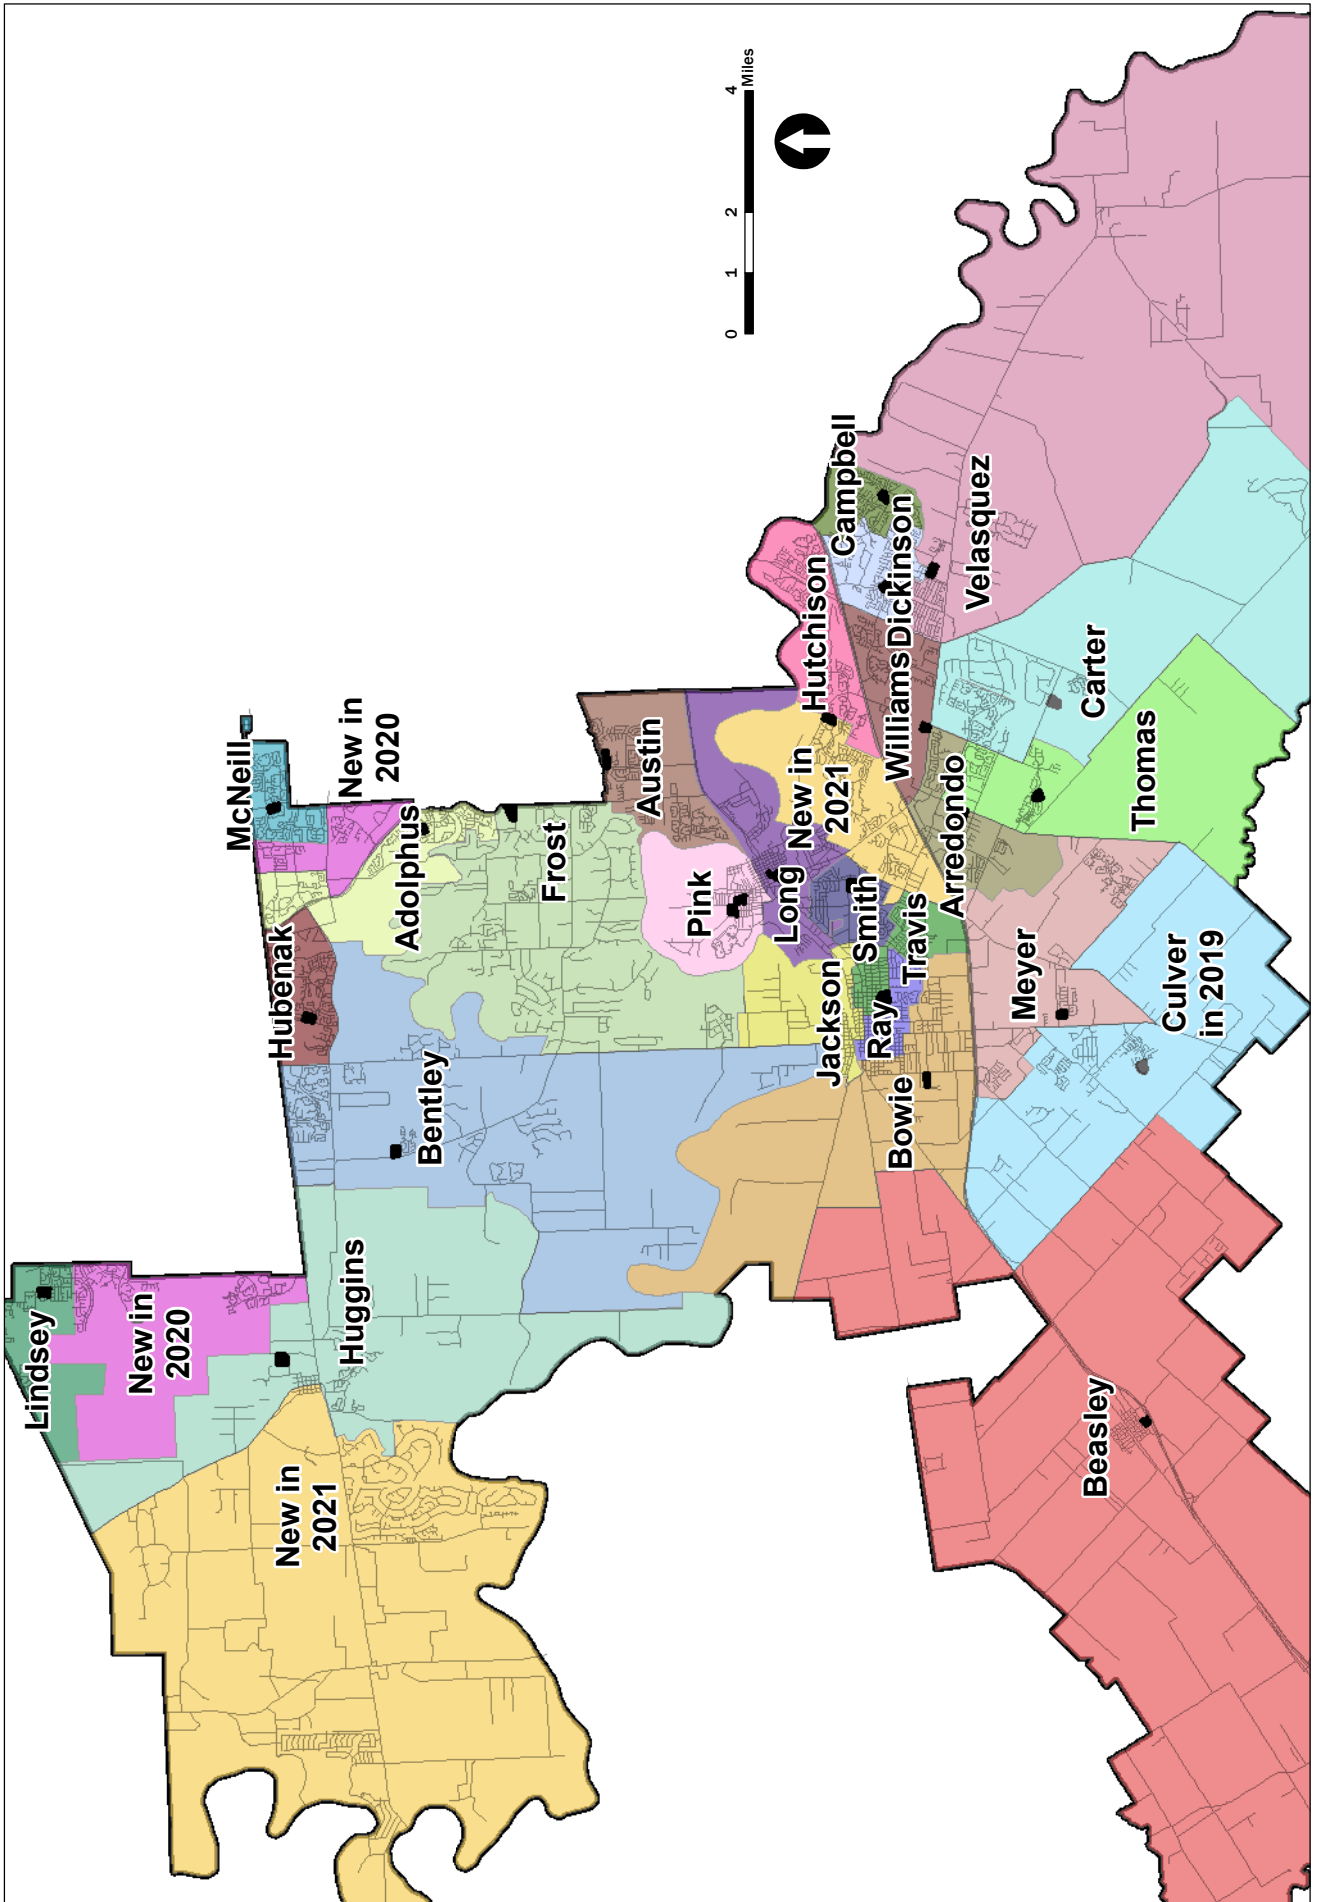 Lindsey
New in
2020
Huggins
New in
2021
McNeill
New in
2020
Hubenak
Adolphus
Bentley
Frost
Austin
Pink
Long
New in
2021
Hutchison
Campbell
Dickinson
Williams
Velasquez
Jackson
Smith
Ray
Travis
Bowie
Arredondo
Carter
Thomas
Meyer
Culver
in 2019
Beasley
0 1 2 4
Miles